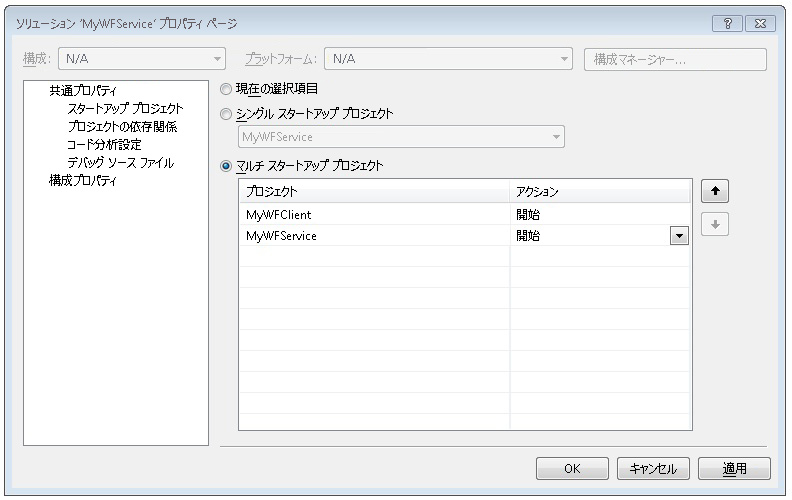 ソリューション 'MyWFService' プロパティ ページ
構成: N/A プラットフォーム: N/A 構成マネージャー...
共通プロパティ
スタートアップ プロジェクト
プロジェクトの依存関係
コード分析設定
デバッグ ソース ファイル
構成プロパティ
現在の選択項目
シングル スタートアップ プロジェクト
MyWFService
マルチ スタートアップ プロジェクト
プロジェクト アクション
MyWFClient 開始
MyWFService 開始
OK キャンセル 適用